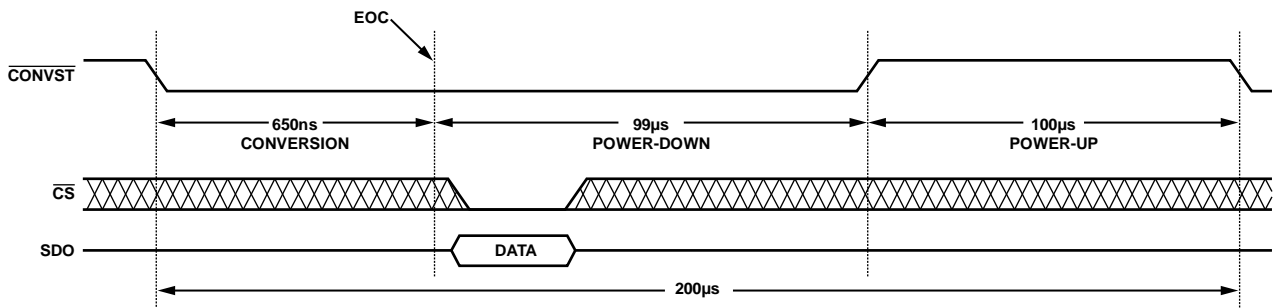 EOC
CONVST
650ns
CONVERSION
99µs
POWER-DOWN
100µs
POWER-UP
CS
SDO
DATA
200µs